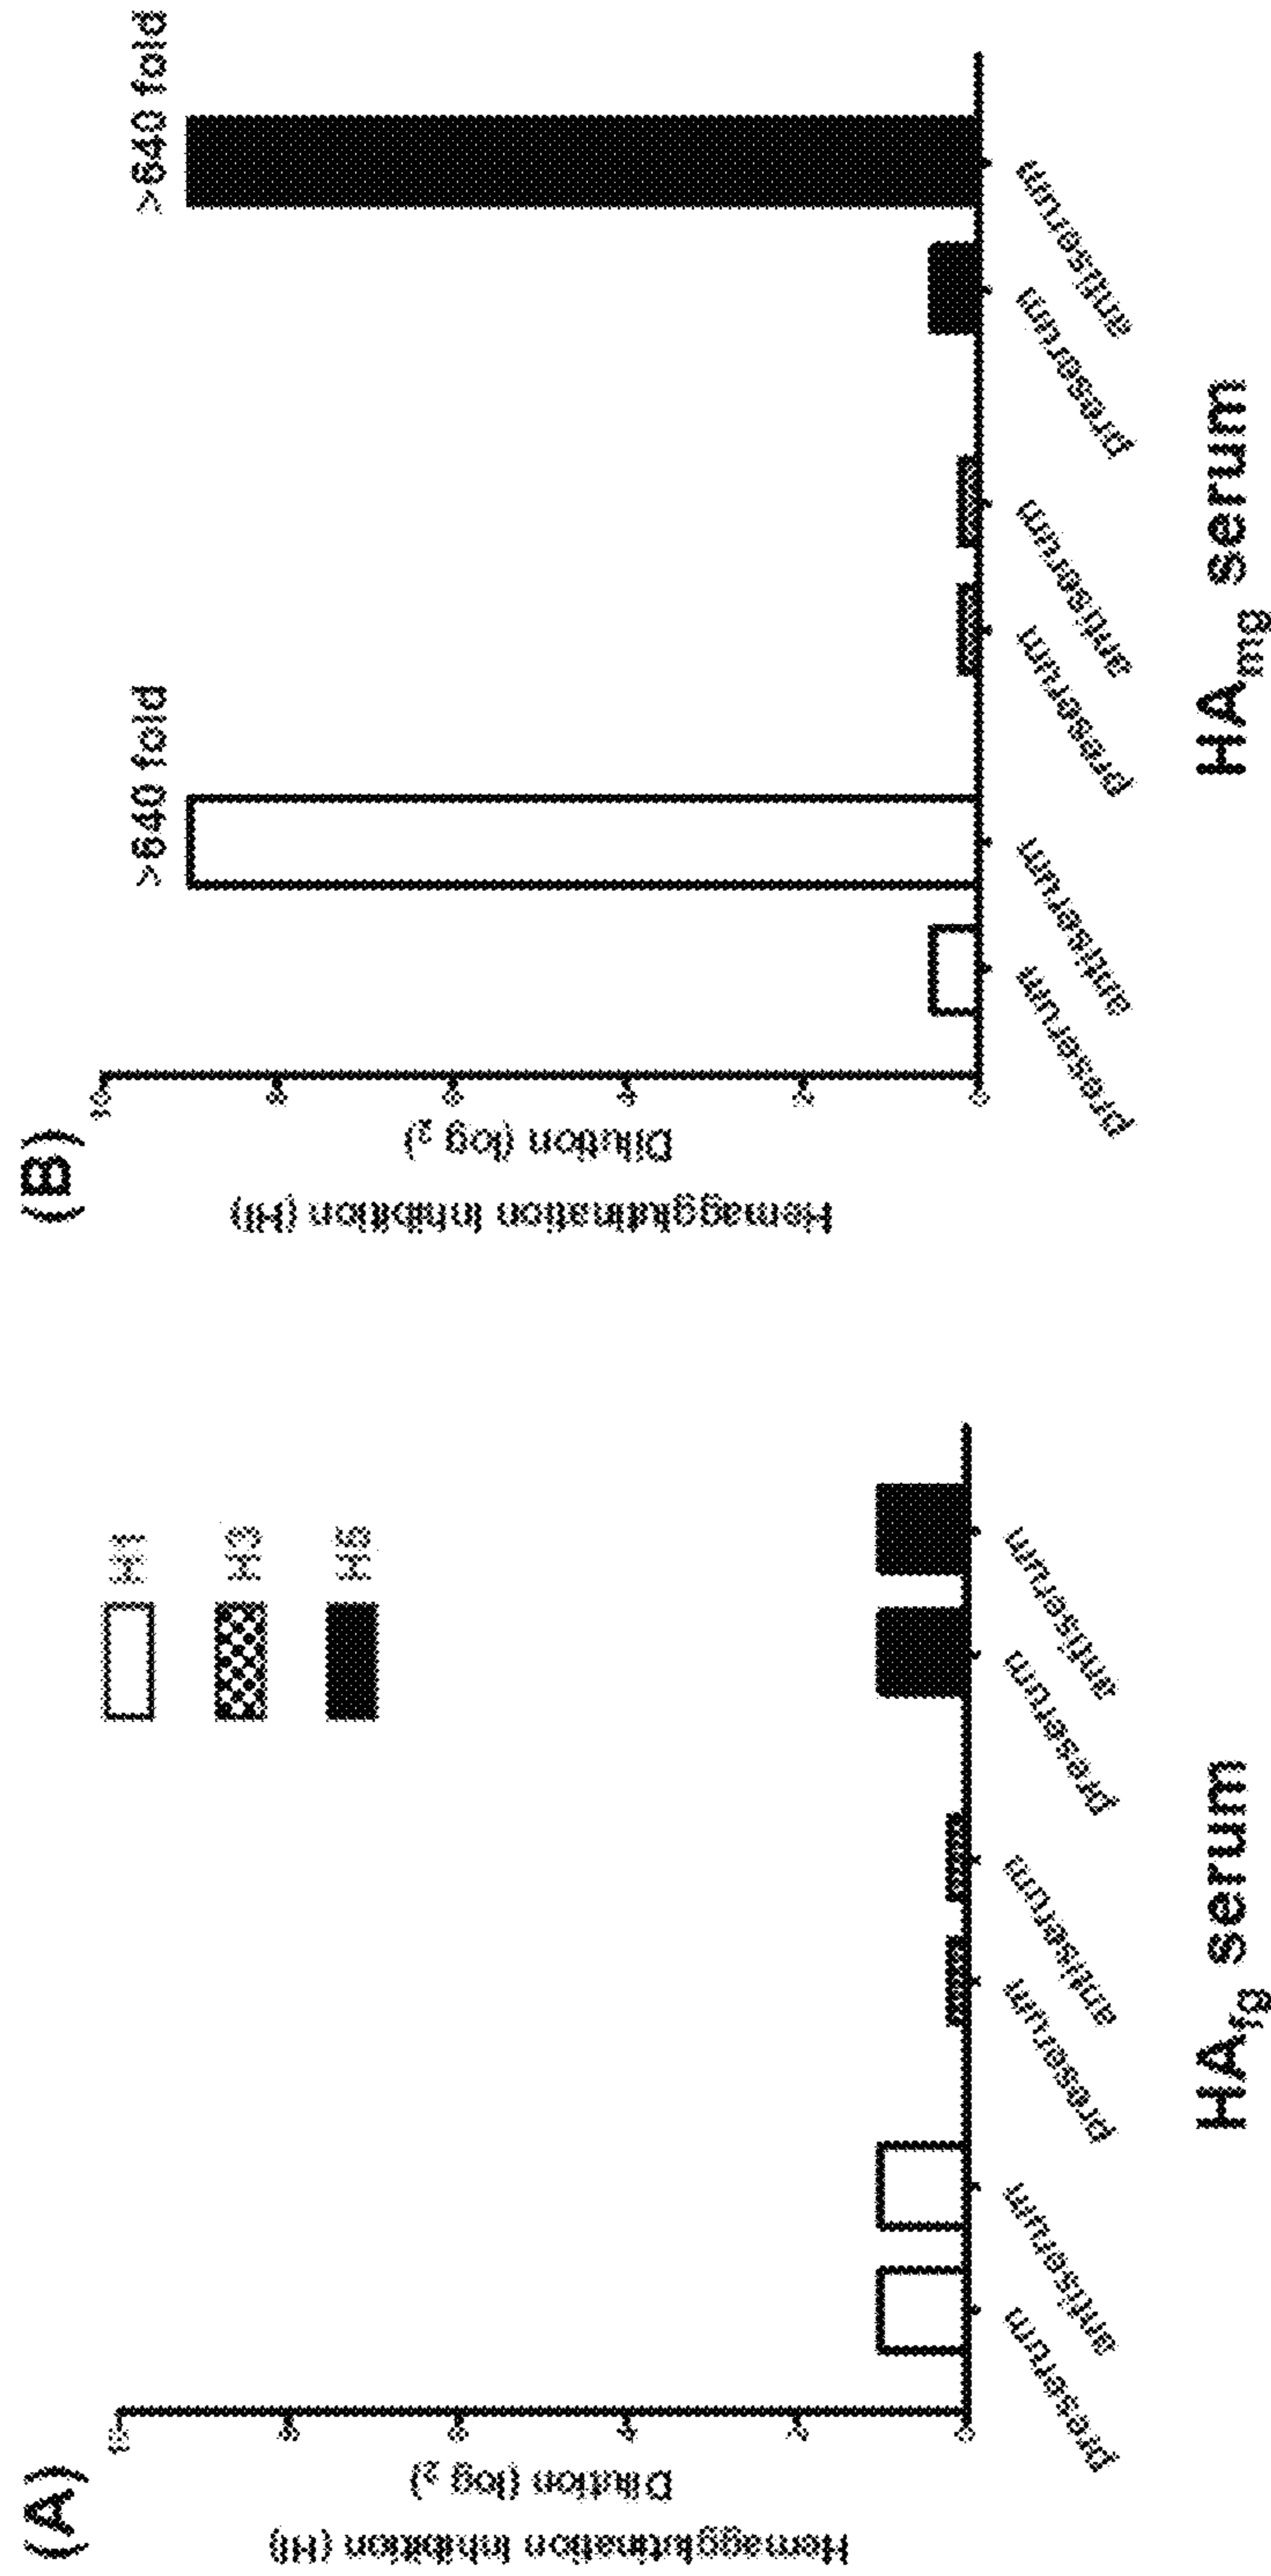 (A)
Hemagglutination Inhibition (HI)
Dilution (log 2)
10
8
6
4
2
0
H1
H3
H5
preserum
antiserum
preserum
antiserum
preserum
antiserum
HAfg serum
(B)
Hemagglutination Inhibition (HI)
Dilution (log 2)
10
8
6
4
2
0
>640 fold
>640 fold
preserum
antiserum
preserum
antiserum
preserum
antiserum
HAmg serum